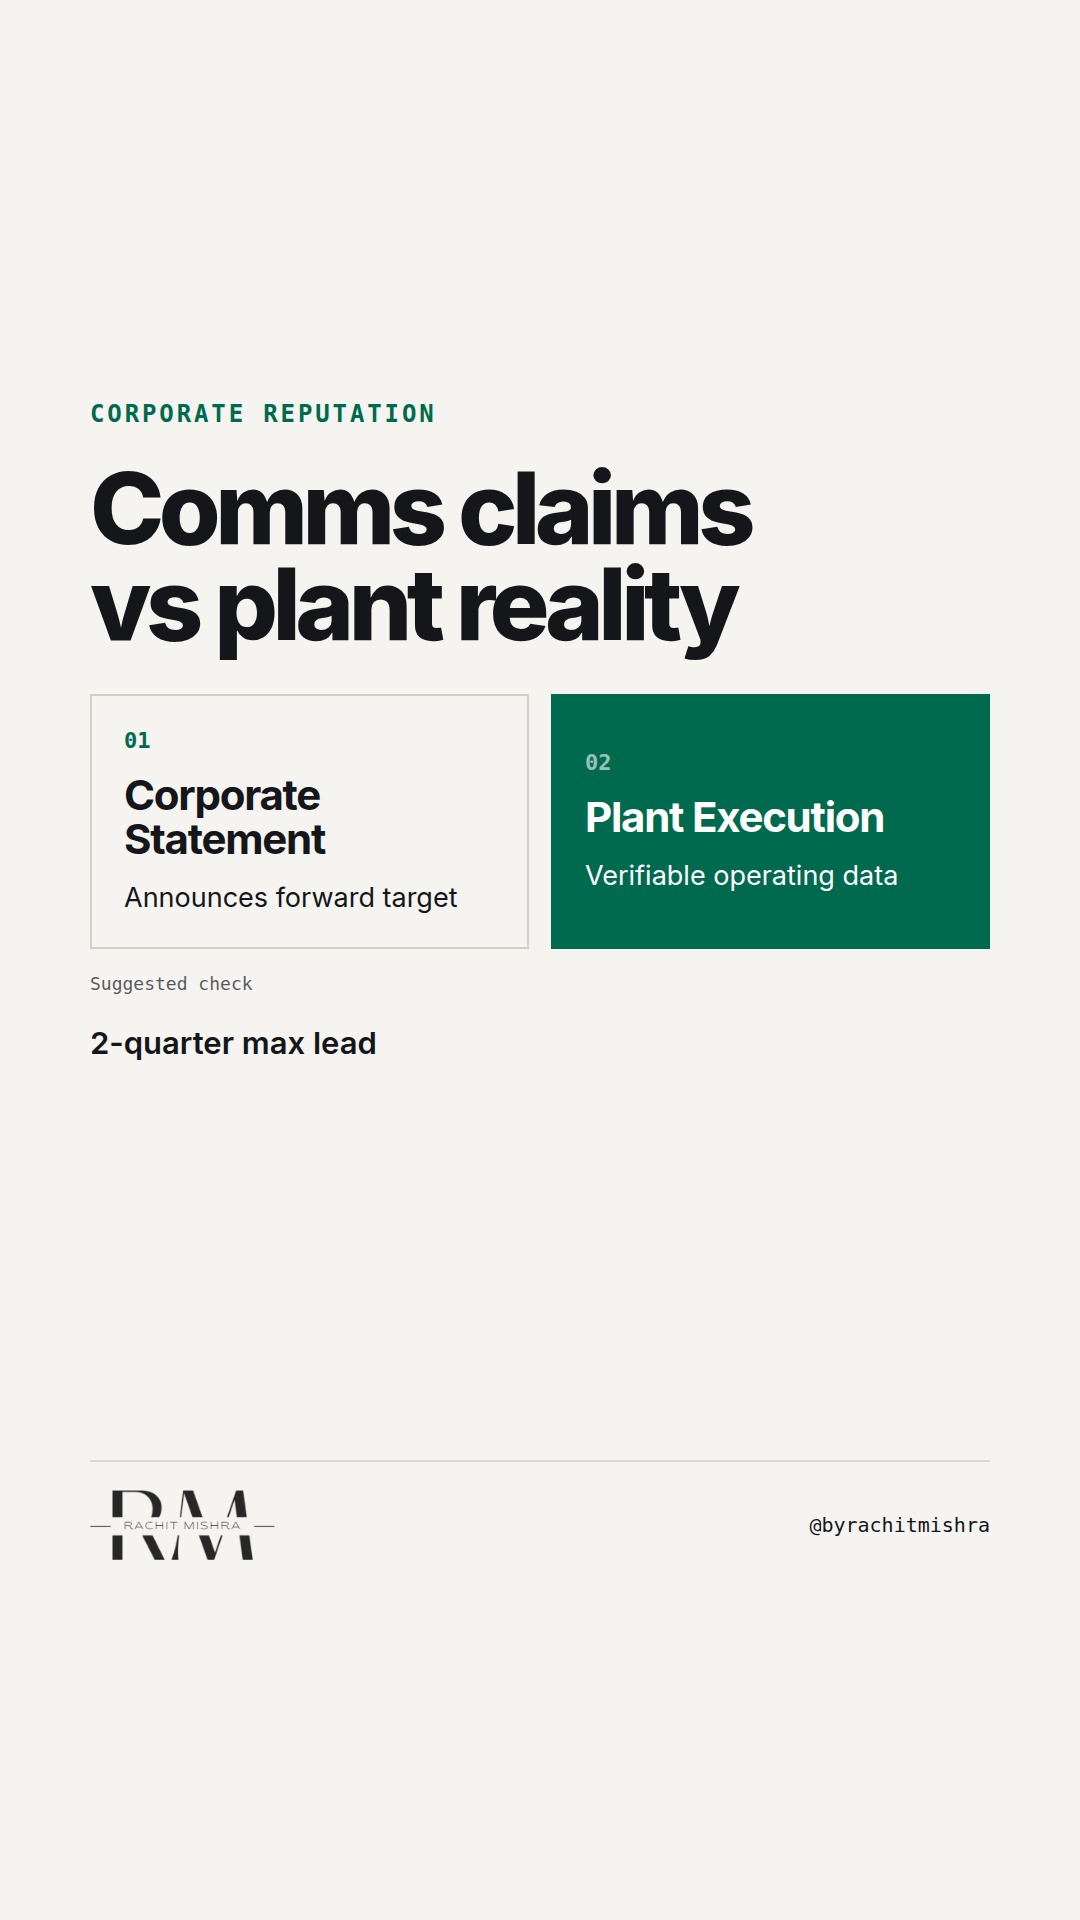 CORPORATE REPUTATION
Comms claims
vs plant reality
01
Corporate
Statement
Announces forward target
02
Plant Execution
Verifiable operating data
Suggested check
2-quarter max lead
RM
RACHIT MISHRA
@byrachitmishra